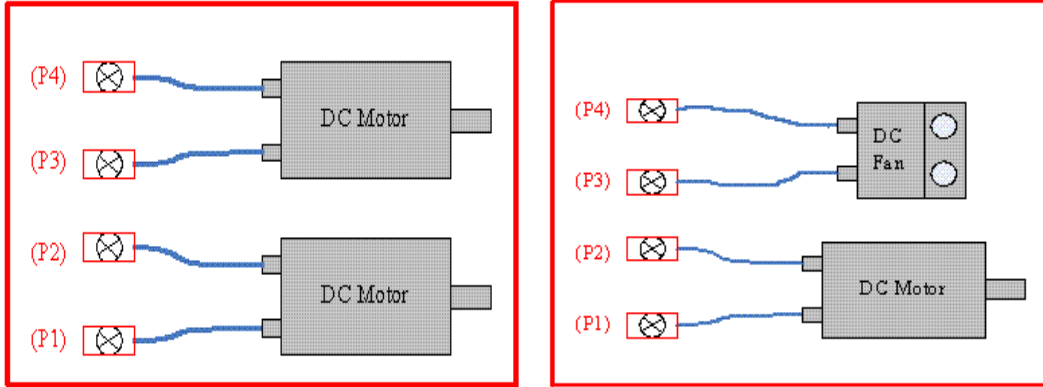 (P4)
DC Motor
(P3)
(P2)
DC Motor
(P1)
(P4)
DC
Fan
(P3)
(P2)
DC Motor
(P1)